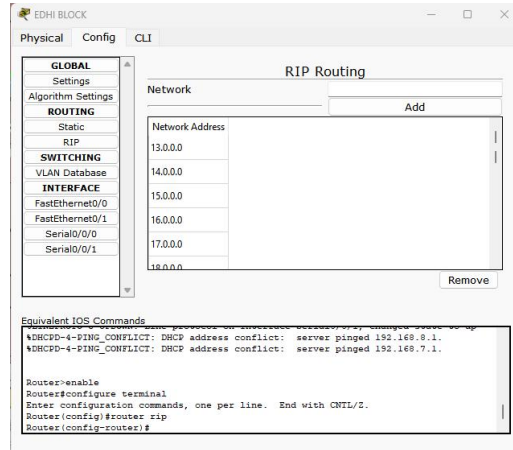 EDHI BLOCK
Physical Config CLI
GLOBAL
Settings
Algorithm Settings
ROUTING
Static
RIP
SWITCHING
VLAN Database
INTERFACE
FastEthernet0/0
FastEthernet0/1
Serial0/0/0
Serial0/0/1
RIP Routing
Network
Add
Network Address
13.0.0.0
14.0.0.0
15.0.0.0
16.0.0.0
17.0.0.0
18.0.0.0
Remove
Equivalent IOS Commands
%DHCPD-4-PING_CONFLICT: DHCP address conflict: server pinged 192.168.8.1.
%DHCPD-4-PING_CONFLICT: DHCP address conflict: server pinged 192.168.7.1.
Router>enable
Router#configure terminal
Enter configuration commands, one per line. End with CNTL/Z.
Router(config)#router rip
Router(config-router)#